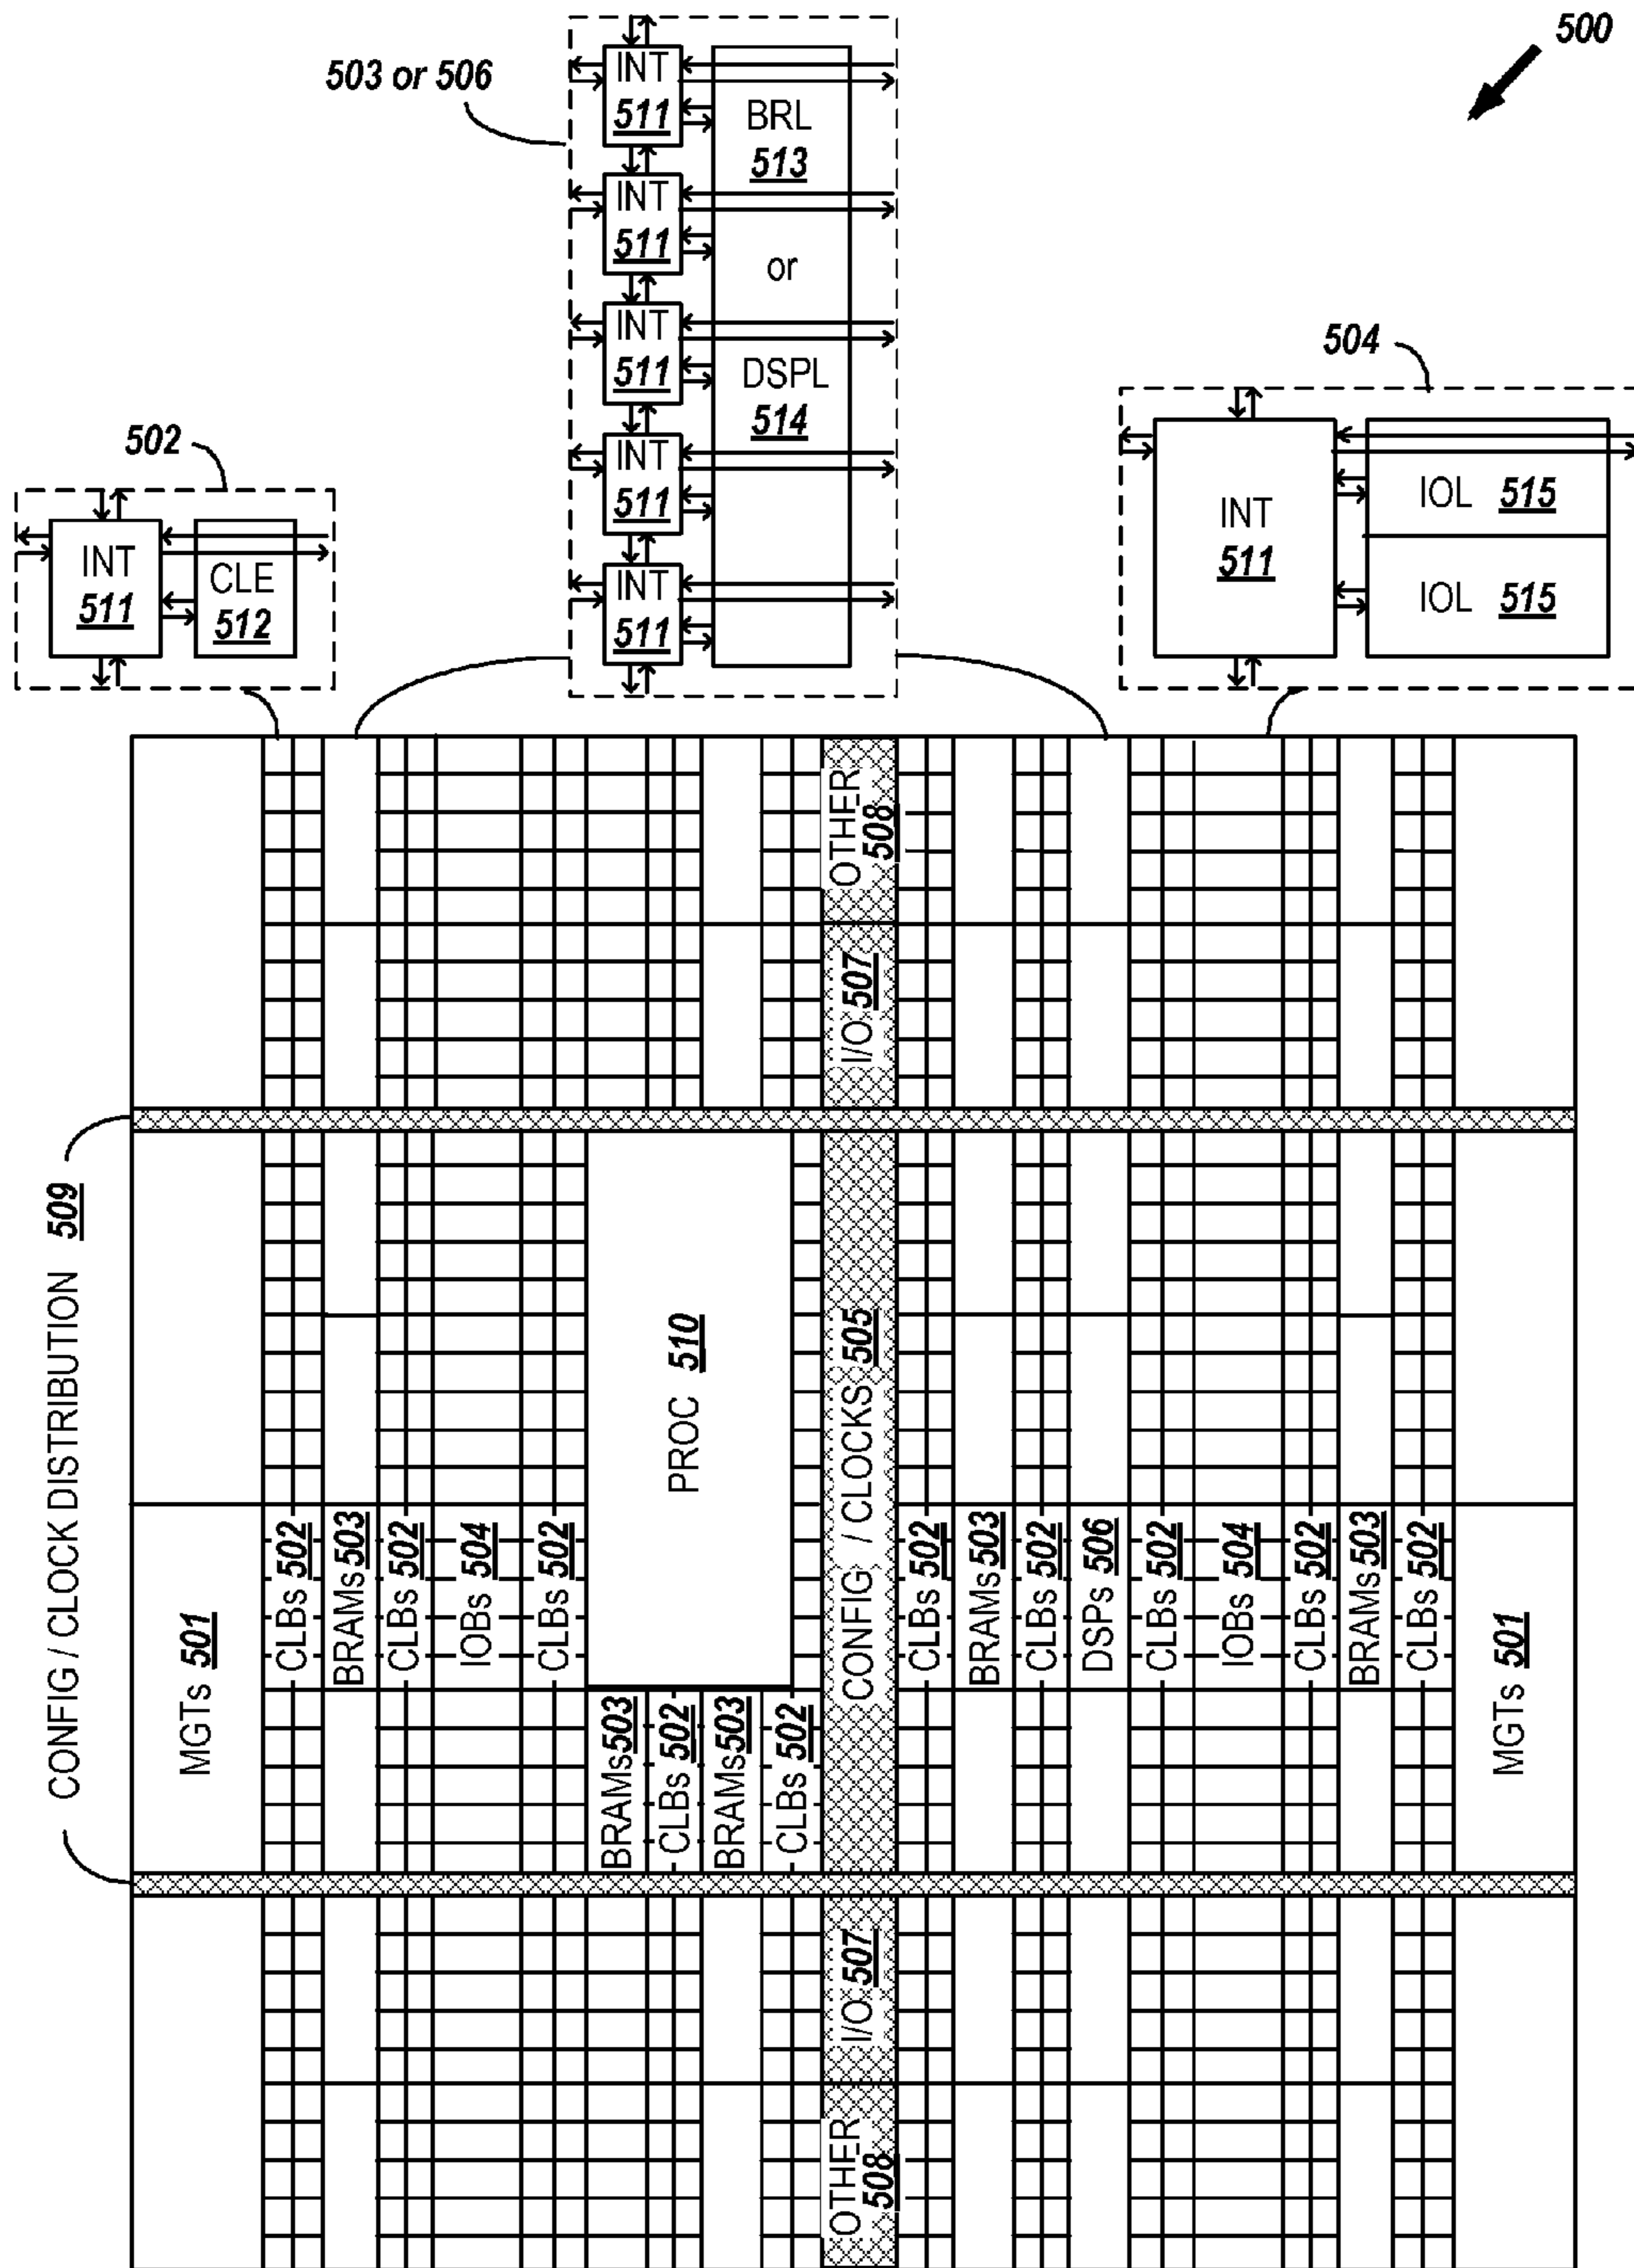 500
503 or 506
INT
511
INT
511
INT
511
INT
511
INT
511
BRL
513
or
DSPL
514
504
INT
511
IOL 515
IOL 515
502
INT
511
CLE
512
OTHER
508
I/O 507
CONFIG / CLOCK DISTRIBUTION 509
PROC 510
CONFIG / CLOCKS 505
MGTs 501
CLBs 502
BRAMs 503
CLBs 502
IOBs 504
CLBs 502
BRAMs 503
CLBs 502
BRAMs 503
CLBs 502
CLBs 502
BRAMs 503
CLBs 502
DSPs 506
CLBs 502
IOBs 504
CLBs 502
BRAMs 503
CLBs 502
MGTs 501
I/O 507
OTHER
508